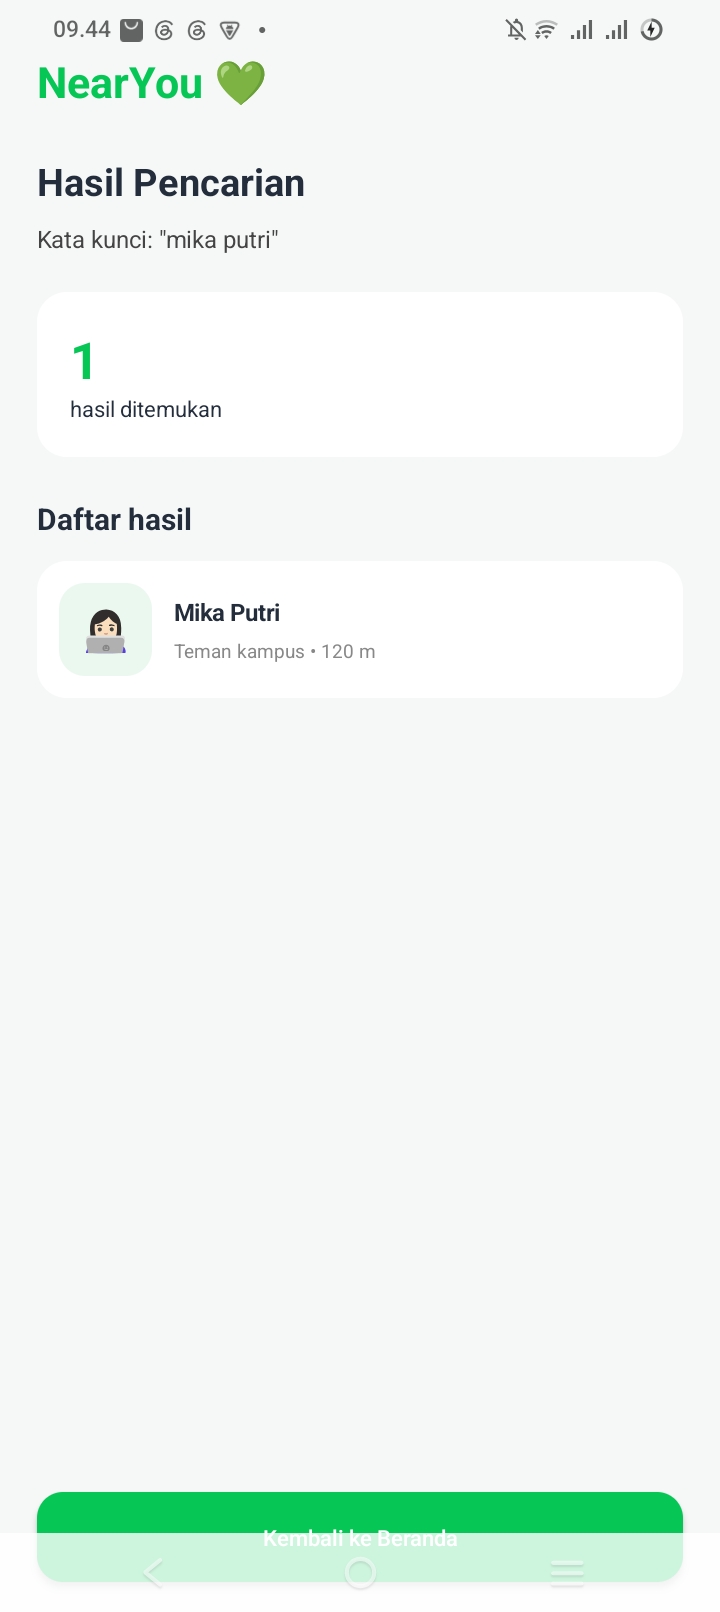 09.44
NearYou 💚
Hasil Pencarian
Kata kunci: "mika putri"
1
hasil ditemukan
Daftar hasil
Mika Putri
Teman kampus • 120 m
Kembali ke Beranda